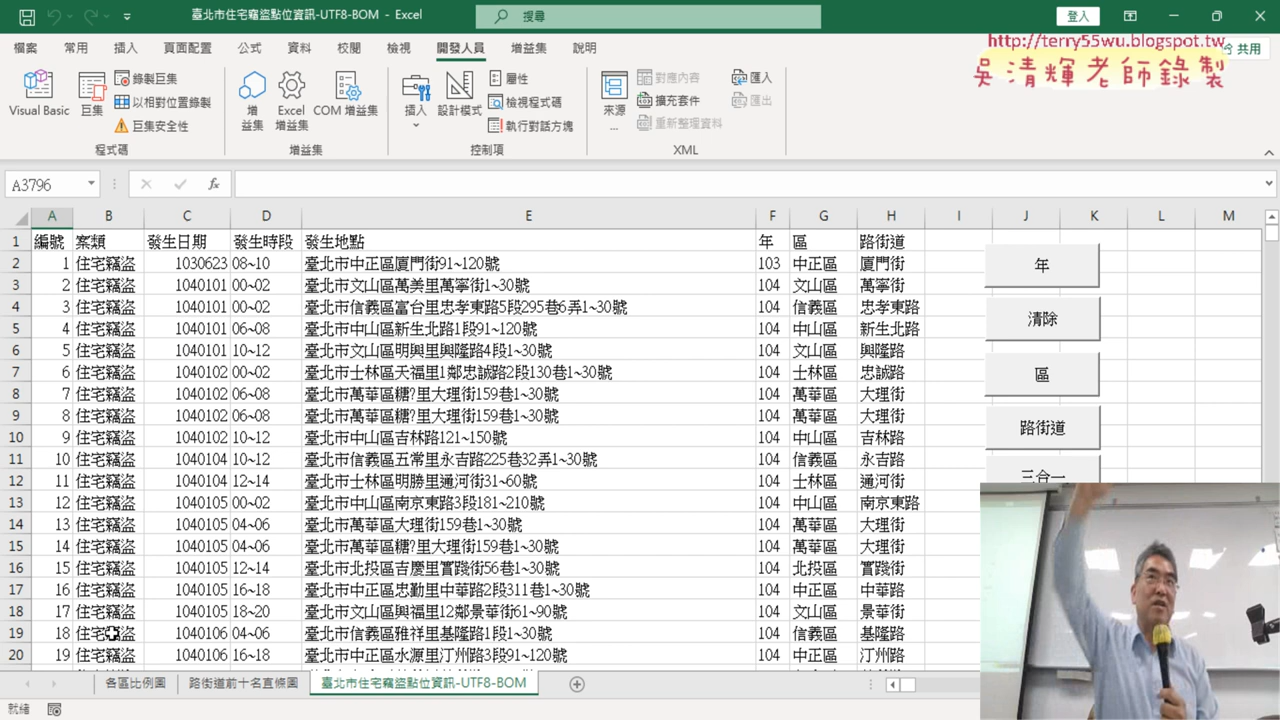 臺北市住宅竊盜點位資訊-UTF8-BOM - Excel
搜尋
登入
檔案 常用 插入 頁面配置 公式 資料 校閱 檢視 開發人員 增益集 說明
共用
http://terry55wu.blogspot.tw
吳清輝老師錄製
Visual Basic
巨集
錄製巨集
以相對位置錄製
巨集安全性
程式碼
增益集
Excel 增益集
COM 增益集
增益集
插入
設計模式
屬性
檢視程式碼
執行對話方塊
控制項
來源...
對應內容
擴充套件
重新整理資料
匯入
匯出
XML
A3796
A B C D E F G H I J K L M
1 編號 案類 發生日期 發生時段 發生地點 年 區 路街道
2 1 住宅竊盜 1030623 08~10 臺北市中正區廈門街91~120號 103 中正區 廈門街
3 2 住宅竊盜 1040101 00~02 臺北市文山區萬美里萬寧街1~30號 104 文山區 萬寧街
4 3 住宅竊盜 1040101 00~02 臺北市信義區富台里忠孝東路5段295巷6弄1~30號 104 信義區 忠孝東路
5 4 住宅竊盜 1040101 06~08 臺北市中山區新生北路1段91~120號 104 中山區 新生北路
6 5 住宅竊盜 1040101 10~12 臺北市文山區明興里興隆路4段1~30號 104 文山區 興隆路
7 6 住宅竊盜 1040102 00~02 臺北市士林區天福里1鄰忠誠路2段130巷1~30號 104 士林區 忠誠路
8 7 住宅竊盜 1040102 06~08 臺北市萬華區糖?里大理街159巷1~30號 104 萬華區 大理街
9 8 住宅竊盜 1040102 06~08 臺北市萬華區糖?里大理街159巷1~30號 104 萬華區 大理街
10 9 住宅竊盜 1040102 10~12 臺北市中山區吉林路121~150號 104 中山區 吉林路
11 10 住宅竊盜 1040104 10~12 臺北市信義區五常里永吉路225巷32弄1~30號 104 信義區 永吉路
12 11 住宅竊盜 1040104 12~14 臺北市士林區明勝里通河街31~60號 104 士林區 通河街
13 12 住宅竊盜 1040105 00~02 臺北市中山區南京東路3段181~210號 104 中山區 南京東路
14 13 住宅竊盜 1040105 04~06 臺北市萬華區大理街159巷1~30號 104 萬華區 大理街
15 14 住宅竊盜 1040105 04~06 臺北市萬華區糖?里大理街159巷1~30號 104 萬華區 大理街
16 15 住宅竊盜 1040105 12~14 臺北市北投區吉慶里實踐街56巷1~30號 104 北投區 實踐街
17 16 住宅竊盜 1040105 16~18 臺北市中正區忠勤里中華路2段311巷1~30號 104 中正區 中華路
18 17 住宅竊盜 1040105 18~20 臺北市文山區興福里12鄰景華街61~90號 104 文山區 景華街
19 18 住宅竊盜 1040106 04~06 臺北市信義區雅祥里基隆路1段1~30號 104 信義區 基隆路
20 19 住宅竊盜 1040106 16~18 臺北市中正區水源里汀州路3段91~120號 104 中正區 汀州路
年
清除
區
路街道
三合一
各區比例圖 路街道前十名直條圖 臺北市住宅竊盜點位資訊-UTF8-BOM
就緒